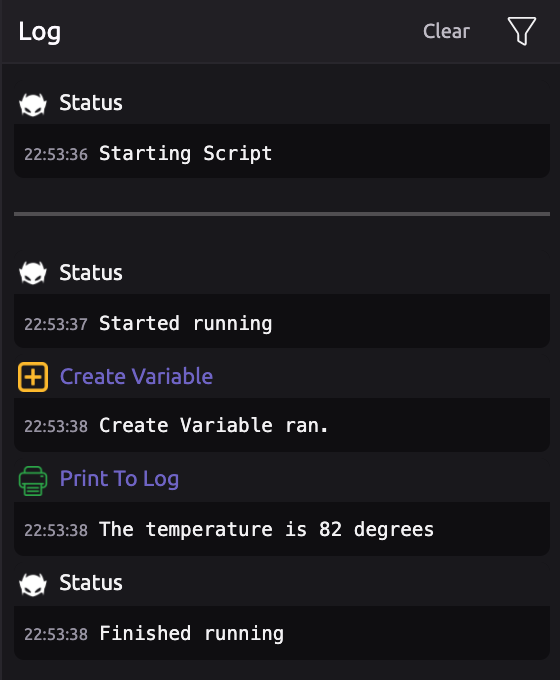 Log
Clear
Status
22:53:36 Starting Script
Status
22:53:37 Started running
Create Variable
22:53:38 Create Variable ran.
Print To Log
22:53:38 The temperature is 82 degrees
Status
22:53:38 Finished running